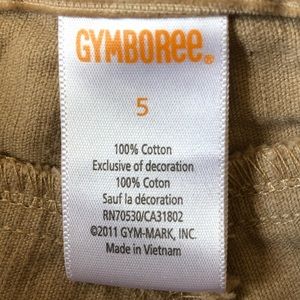 GYMBOREE®
5
100% Cotton
Exclusive of decoration
100% Coton
Sauf la décoration
RN70530/CA31802
©2011 GYM-MARK, INC.
Made in Vietnam